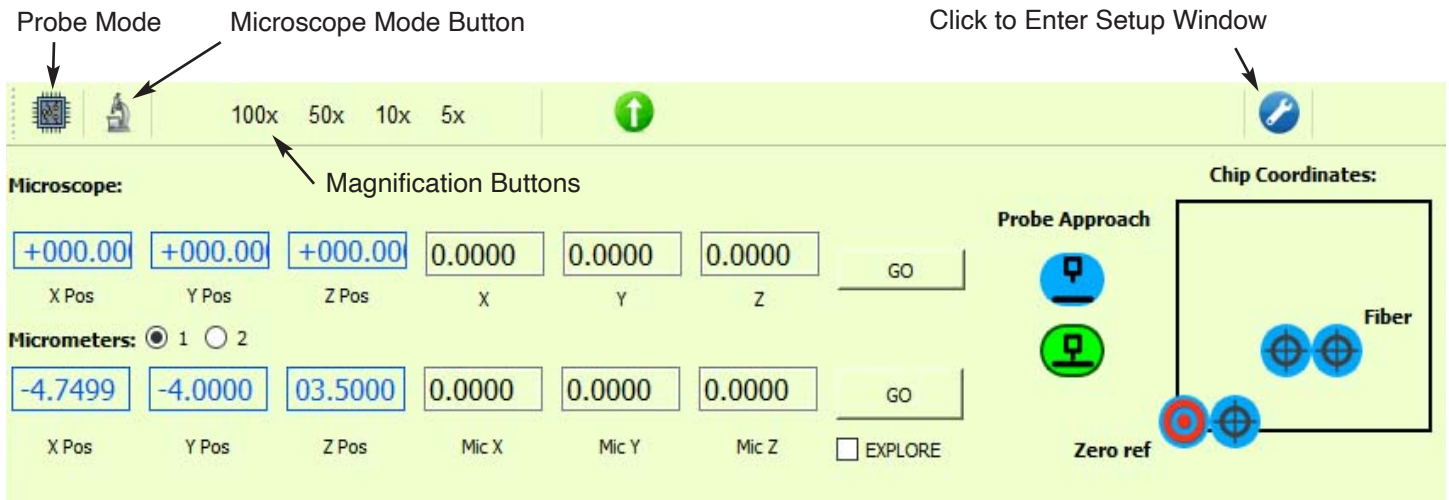 Probe Mode
Microscope Mode Button
Click to Enter Setup Window
100x 50x 10x 5x
Magnification Buttons
Microscope:
Chip Coordinates:
Probe Approach
+000.00 +000.00 +000.00 0.0000 0.0000 0.0000 GO
X Pos Y Pos Z Pos X Y Z
Fiber
Micrometers: 1 2
-4.7499 -4.0000 03.5000 0.0000 0.0000 0.0000 GO
X Pos Y Pos Z Pos Mic X Mic Y Mic Z EXPLORE Zero ref